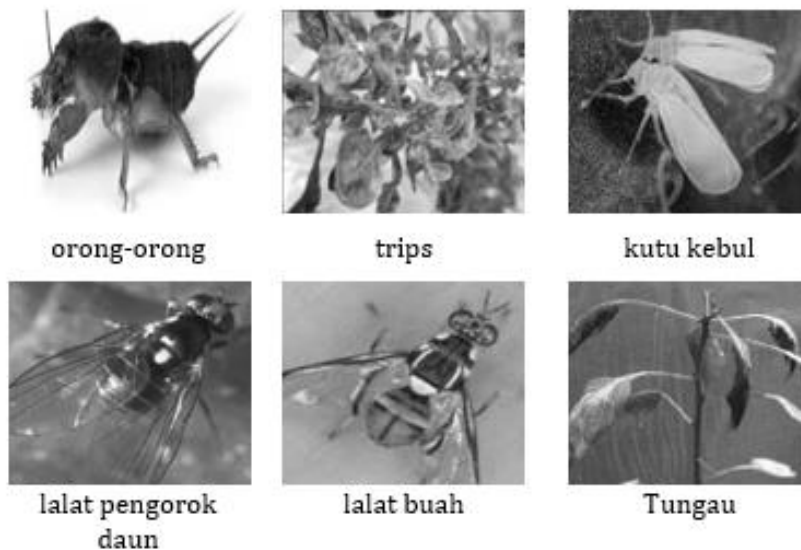 orong-orong
trips
kutu kebul
lalat pengorok
daun
lalat buah
Tungau